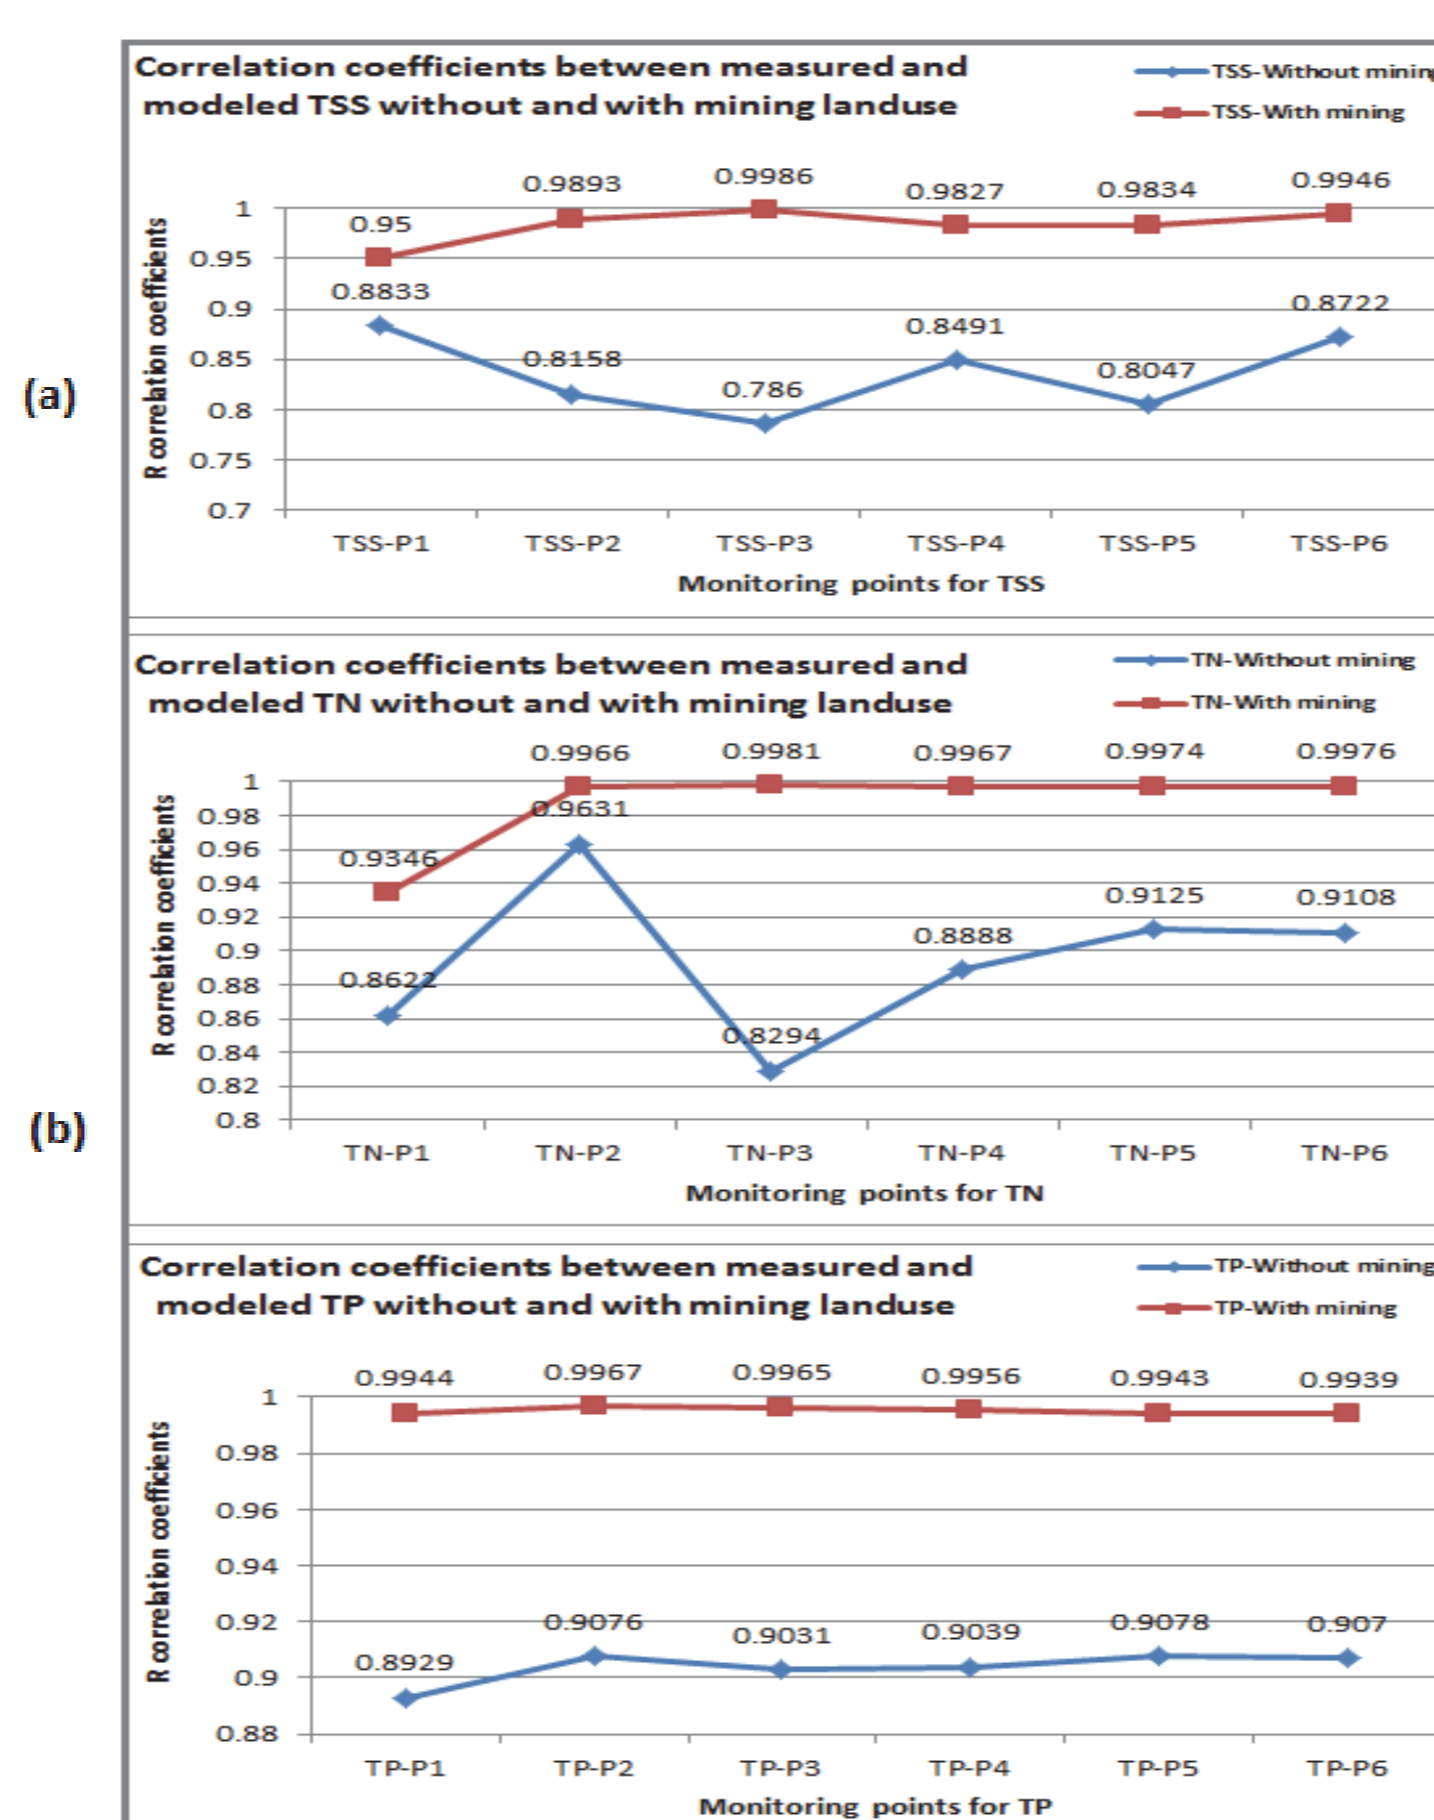 Correlation coefficients between measured and
modeled TSS without and with mining landuse
TSS-Without mining
TSS-With mining
0.95
0.9893
0.9986
0.9827
0.9834
0.9946
0.8833
0.8158
0.786
0.8491
0.8047
0.8722
1
0.95
0.9
0.85
0.8
0.75
0.7
R correlation coefficients
(a)
TSS-P1
TSS-P2
TSS-P3
TSS-P4
TSS-P5
TSS-P6
Monitoring points for TSS
Correlation coefficients between measured and
modeled TN without and with mining landuse
TN-Without mining
TN-With mining
0.9346
0.9966
0.9981
0.9967
0.9974
0.9976
0.8622
0.9631
0.8294
0.8888
0.9125
0.9108
1
0.98
0.96
0.94
0.92
0.9
0.88
0.86
0.84
0.82
0.8
R correlation coefficients
(b)
TN-P1
TN-P2
TN-P3
TN-P4
TN-P5
TN-P6
Monitoring points for TN
Correlation coefficients between measured and
modeled TP without and with mining landuse
TP-Without mining
TP-With mining
0.9944
0.9967
0.9965
0.9956
0.9943
0.9939
0.8929
0.9076
0.9031
0.9039
0.9078
0.907
1
0.98
0.96
0.94
0.92
0.9
0.88
R correlation coefficients
TP-P1
TP-P2
TP-P3
TP-P4
TP-P5
TP-P6
Monitoring points for TP